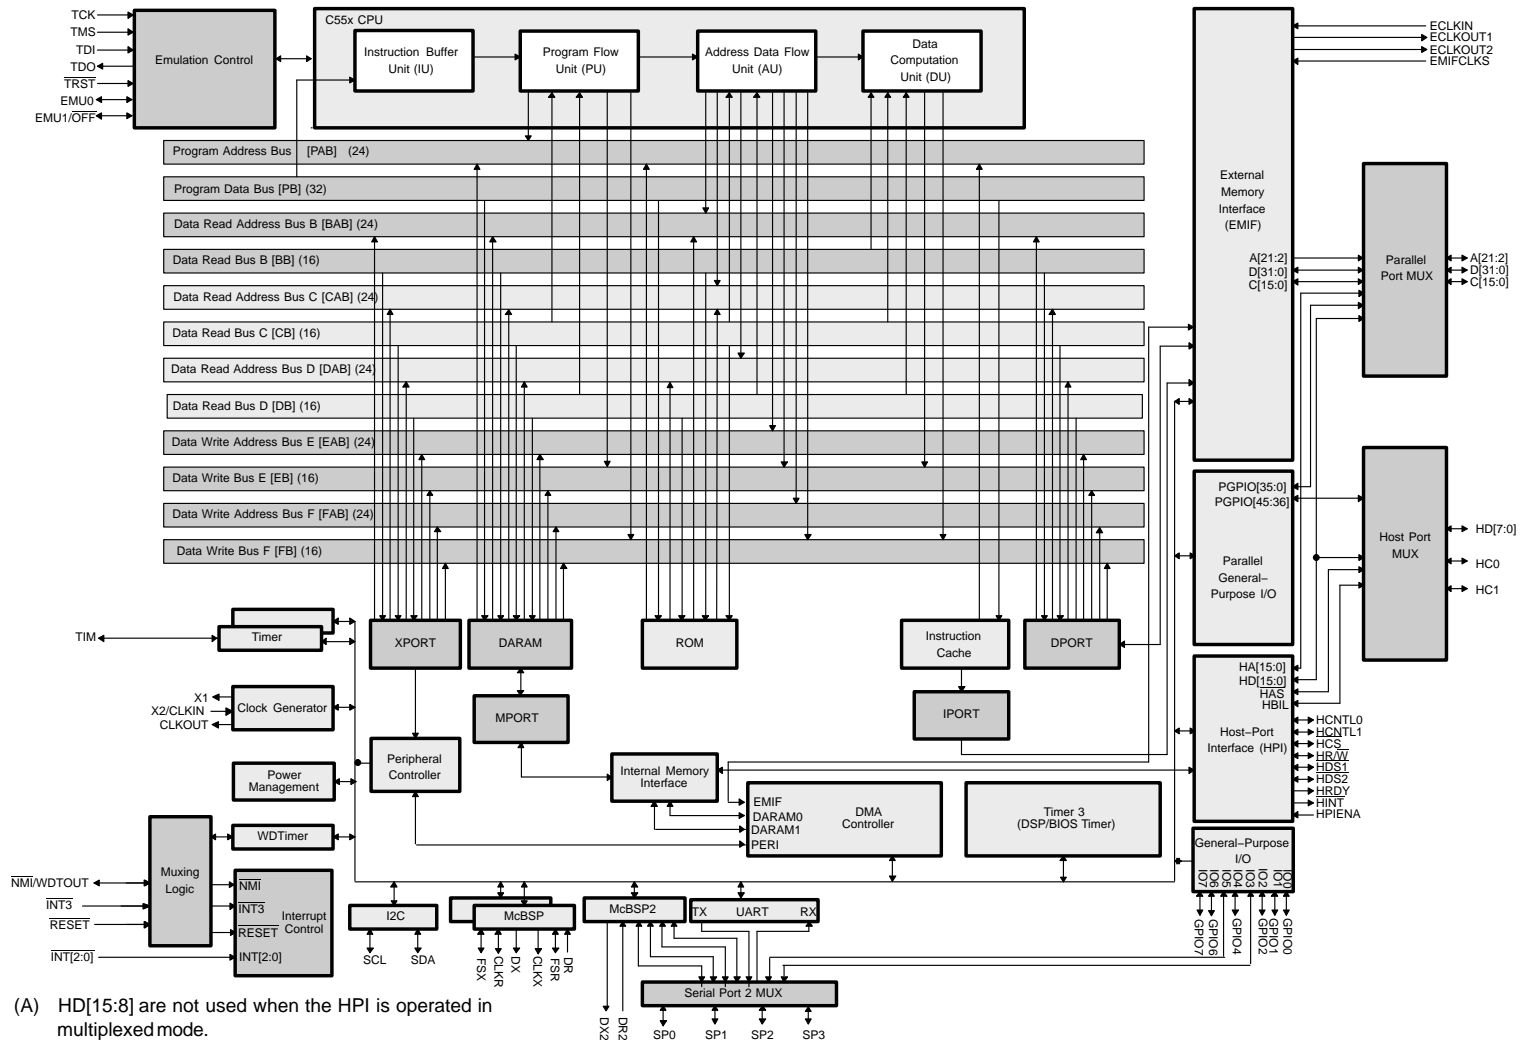 TCK
TMS
TDI
TDO
TRST
EMU0
EMU1/OFF
Emulation Control
C55x CPU
Instruction Buffer
Unit (IU)
Program Flow
Unit (PU)
Address Data Flow
Unit (AU)
Data
Computation
Unit (DU)
Program Address Bus [PAB] (24)
Program Data Bus [PB] (32)
Data Read Address Bus B [BAB] (24)
Data Read Bus B [BB] (16)
Data Read Address Bus C [CAB] (24)
Data Read Bus C [CB] (16)
Data Read Address Bus D [DAB] (24)
Data Read Bus D [DB] (16)
Data Write Address Bus E [EAB] (24)
Data Write Bus E [EB] (16)
Data Write Address Bus F [FAB] (24)
Data Write Bus F [FB] (16)
ECLKIN
ECLKOUT1
ECLKOUT2
EMIFCLKS
External
Memory
Interface
(EMIF)
A[21:2]
D[31:0]
C[15:0]
Parallel
Port MUX
A[21:2]
D[31:0]
C[15:0]
PGPIO[35:0]
PGPIO[45:36]
Parallel
General–
Purpose I/O
Host Port
MUX
HD[7:0]
HC0
HC1
TIM
Timer
XPORT
DARAM
ROM
Instruction
Cache
DPORT
HA[15:0]
HD[15:0]
HAS
HBIL
Host–Port
Interface (HPI)
HCNTL0
HCNTL1
HCS
HR/W
HDS1
HDS2
HRDY
HINT
HPIENA
X1
X2/CLKIN
CLKOUT
Clock Generator
MPORT
IPORT
Peripheral
Controller
Internal Memory
Interface
Power
Management
EMIF
DARAM0
DARAM1
PERI
DMA
Controller
Timer 3
(DSP/BIOS Timer)
WDTimer
Muxing
Logic
NMI/WDTOUT
INT3
RESET
INT[2:0]
NMI
INT3
RESET
INT[2:0]
Interrupt
Control
General–Purpose
I/O
IO7
IO6
IO5
IO4
IO3
IO2
IO1
IO0
GPIO7
GPIO6
GPIO4
GPIO2
GPIO1
GPIO0
I2C
SCL
SDA
McBSP
FSX
CLKR
DX
CLKX
FSR
DR
McBSP2
TX UART RX
DX2
DR2
Serial Port 2 MUX
SP0
SP1
SP2
SP3
(A) HD[15:8] are not used when the HPI is operated in
multiplexed mode.